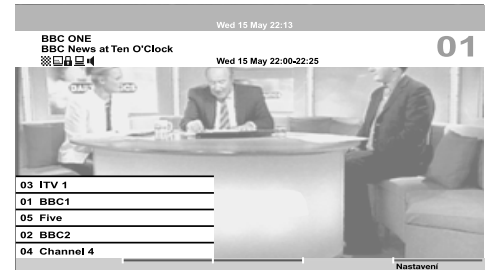 Wed 15 May 22:13
BBC ONE
BBC News at Ten O'Clock
01
Wed 15 May 22:00-22:25
03 ITV 1
01 BBC1
05 Five
02 BBC2
04 Channel 4
Nastavení